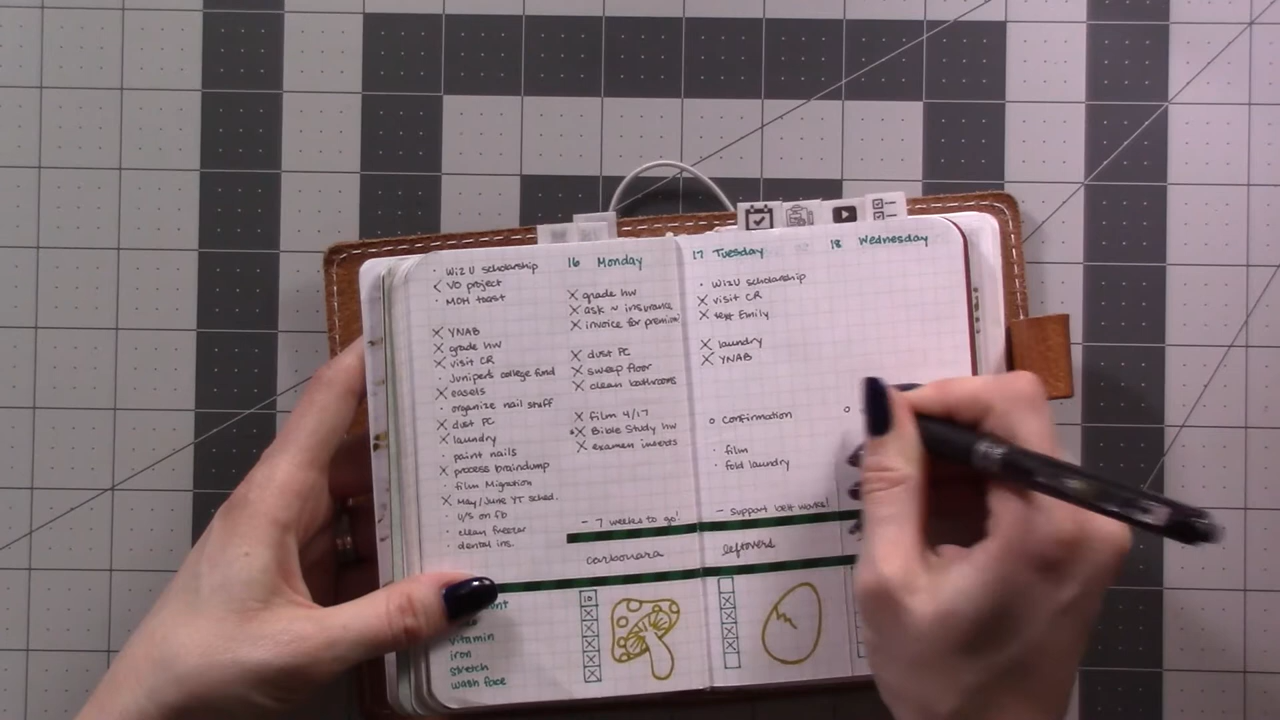 · WizU scholarship
< VO project
· MOH toast
X YNAB
X grade hw
X visit CR
· Juniper's college fund
X easels
· organize nail stuff
X dust PC
X laundry
· paint nails
X process braindump
· film Migration
X May/June YT sched.
· u/s on fb
· clean freezer
· dental ins.
vitamin
iron
stretch
wash face
16 Monday
X grade hw
X ask ~ insurance
X invoice for premium
X dust PC
X sweep floor
X clean bathrooms
X film 4/17
X Bible Study hw
X examen inserts
- 7 weeks to go!
carbonara
10
17 Tuesday
· WizU scholarship
X visit CR
X text Emily
X laundry
X YNAB
o confirmation
· film
· fold laundry
- support belt works!
leftovers
18 Wednesday